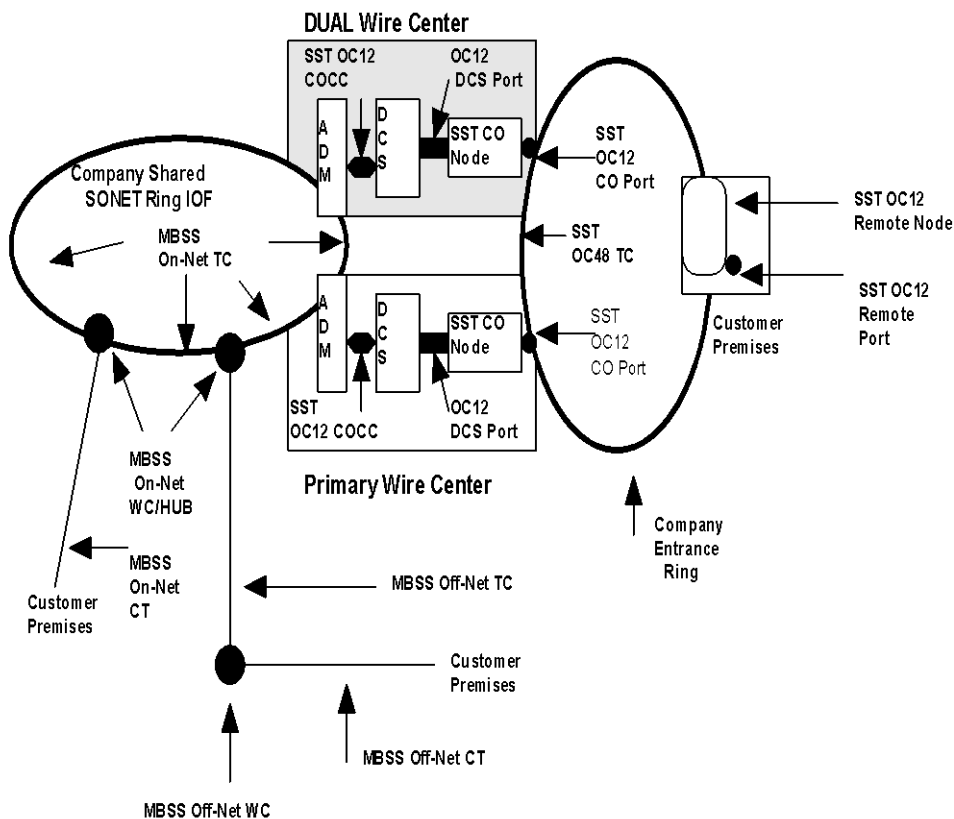 DUAL Wire Center
SST OC12
COCC
OC12
DCS Port
A
D
M
D
C
S
SST CO
Node
SST
OC12
CO Port
Company Shared
SONET Ring IOF
MBSS
On-Net TC
SST
OC48 TC
SST OC12
Remote Node
SST OC12
Remote
Port
Customer
Premises
A
D
M
D
C
S
SST CO
Node
SST
OC12
CO Port
SST
OC12 COCC
OC12
DCS Port
Primary Wire Center
MBSS
On-Net
WC/HUB
Company
Entrance
Ring
MBSS
On-Net
CT
Customer
Premises
MBSS Off-Net TC
Customer
Premises
MBSS Off-Net CT
MBSS Off-Net WC